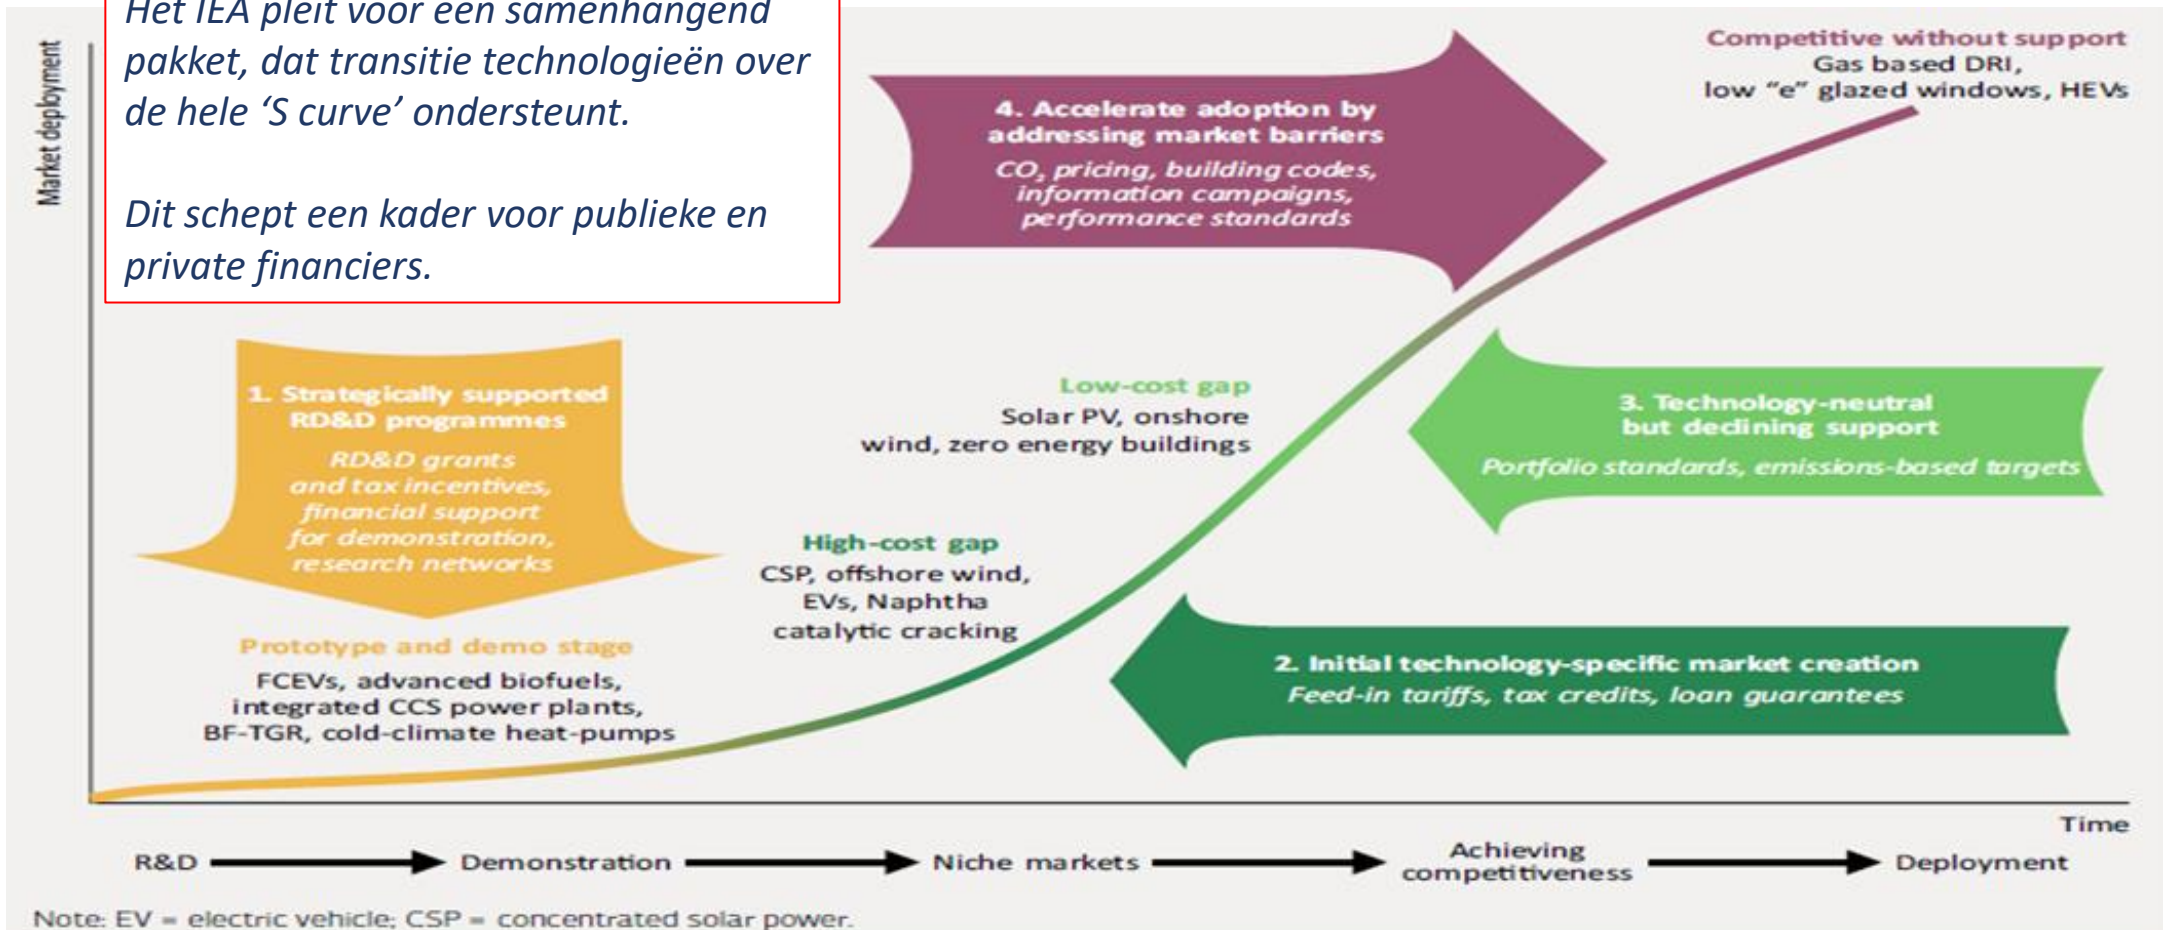 Het IEA pleit voor een samenhangend
pakket, dat transitie technologieën over
de hele ‘S curve’ ondersteunt.
Dit schept een kader voor publieke en
private financiers.
Market deployment
Competitive without support
Gas based DRI,
low “e” glazed windows, HEVs
4. Accelerate adoption by
addressing market barriers
CO₂ pricing, building codes,
information campaigns,
performance standards
1. Strategically supported
RD&D programmes
RD&D grants
and tax incentives,
financial support
for demonstration,
research networks
Low-cost gap
Solar PV, onshore
wind, zero energy buildings
3. Technology-neutral
but declining support
Portfolio standards, emissions-based targets
High-cost gap
CSP, offshore wind,
EVs, Naphtha
catalytic cracking
Prototype and demo stage
FCEVs, advanced biofuels,
integrated CCS power plants,
BF-TGR, cold-climate heat-pumps
2. Initial technology-specific market creation
Feed-in tariffs, tax credits, loan guarantees
Time
R&D
Demonstration
Niche markets
Achieving
competitiveness
Deployment
Note: EV = electric vehicle; CSP = concentrated solar power.